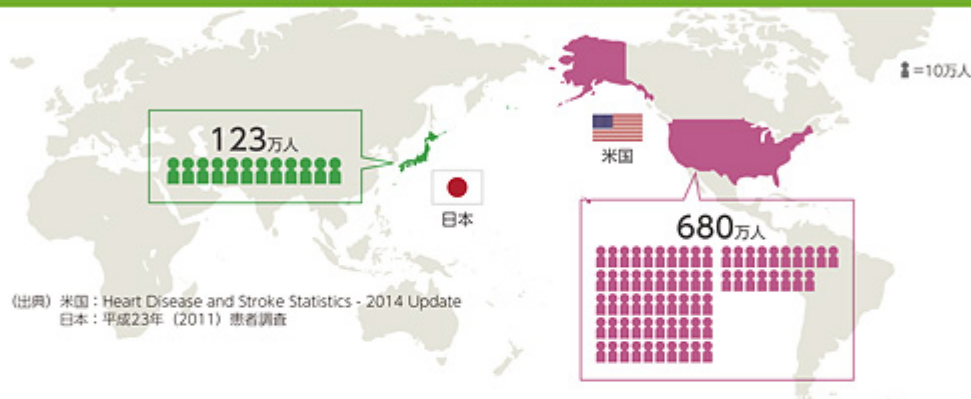 =10万人
123万人
日本
米国
680万人
(出典) 米国：Heart Disease and Stroke Statistics - 2014 Update
日本：平成23年（2011）患者調査